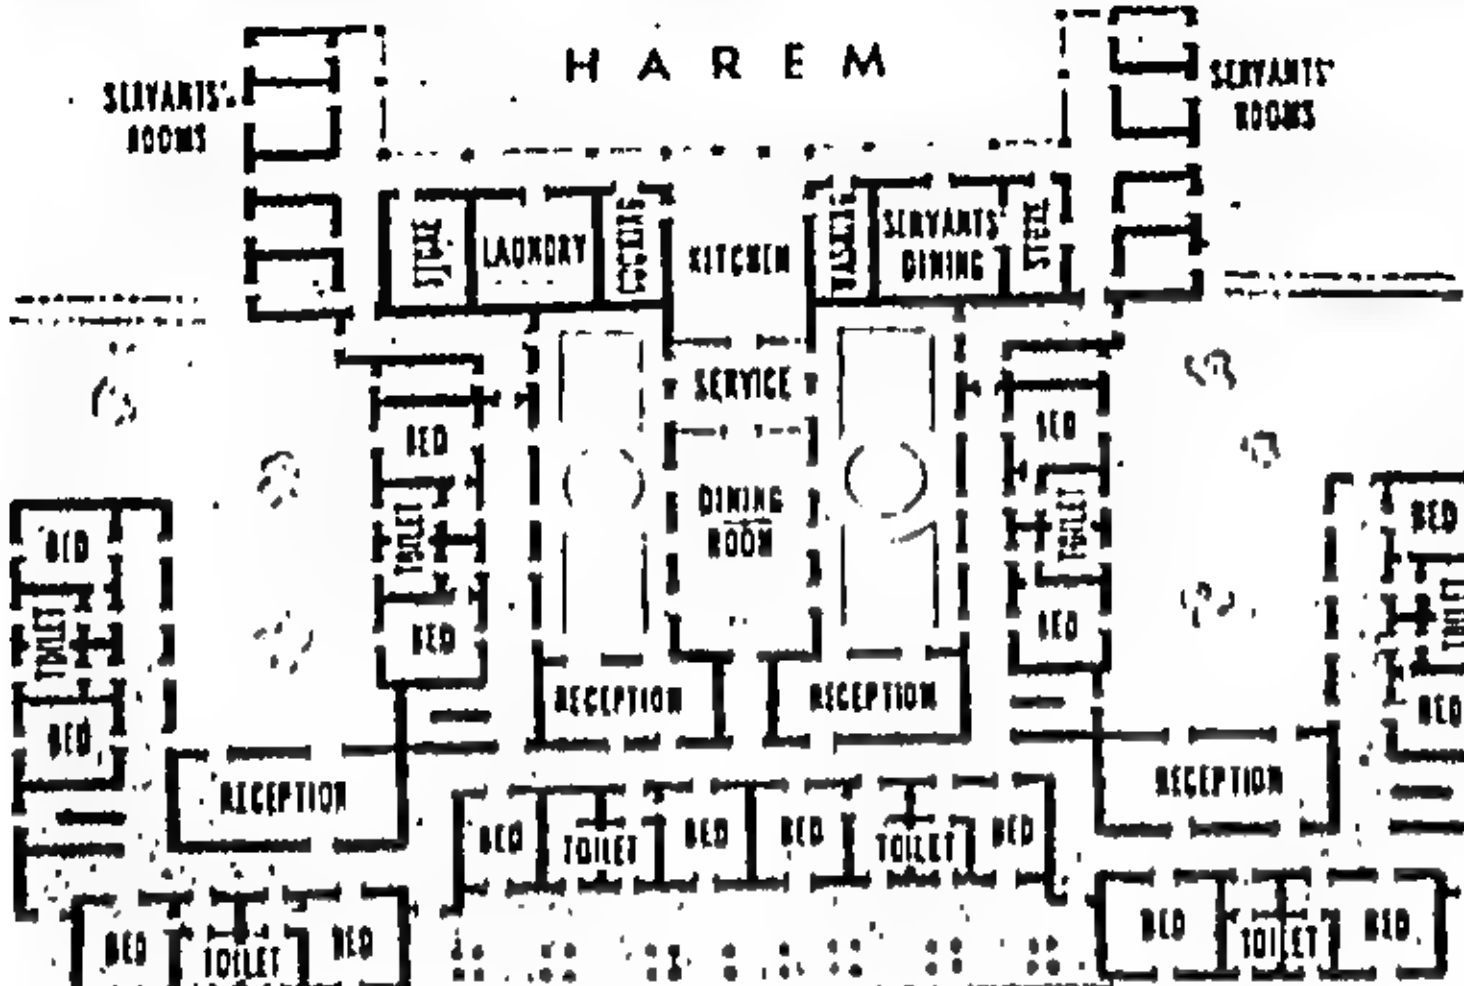 HAREM
SERVANTS'
ROOMS
SERVANTS'
ROOMS
STORE
LAUNDRY
COOKING
KITCHEN
SERVANTS'
DINING
STORE
SERVICE
DINING
ROOM
BED
BED
BED
TOILET
TOILET
BED
BED
TOILET
TOILET
BED
BED
BED
BED
RECEPTION
RECEPTION
RECEPTION
RECEPTION
BED
TOILET
BED
BED
TOILET
BED
BED
TOILET
BED
BED
TOILET
BED